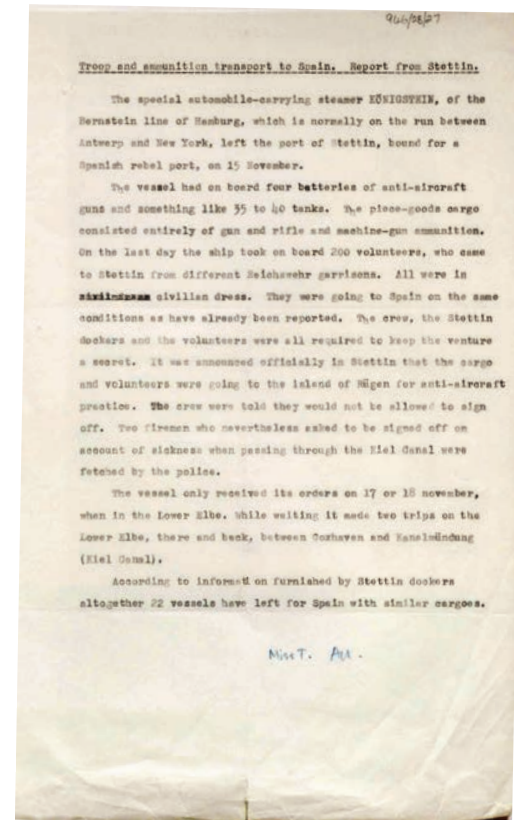 946/28/27
Troop and ammunition transport to Spain. Report from Stettin.
The special automobile-carrying steamer KÖNIGSTEIN, of the
Bernstein line of Hamburg, which is normally on the run between
Antwerp and New York, left the port of Stettin, bound for a
Spanish rebel port, on 15 November.
The vessel had on board four batteries of anti-aircraft
guns and something like 35 to 40 tanks. The piece-goods cargo
consisted entirely of gun and rifle and machine-gun ammunition.
On the last day the ship took on board 200 volunteers, who came
to Stettin from different Reichswehr garrisons. All were in
civilian dress. They were going to Spain on the same
conditions as have already been reported. The crew, the Stettin
dockers and the volunteers were all required to keep the venture
a secret. It was announced officially in Stettin that the cargo
and volunteers were going to the island of Rügen for anti-aircraft
practice. The crew were told they would not be allowed to sign
off. Two firemen who nevertheless asked to be signed off on
account of sickness when passing through the Kiel Canal were
fetched by the police.
The vessel only received its orders on 17 or 18 november,
when in the Lower Elbe. While waiting it made two trips on the
Lower Elbe, there and back, between Coxhaven and Kanalmündung
(Kiel Canal).
According to information furnished by Stettin dockers
altogether 22 vessels have left for Spain with similar cargoes.